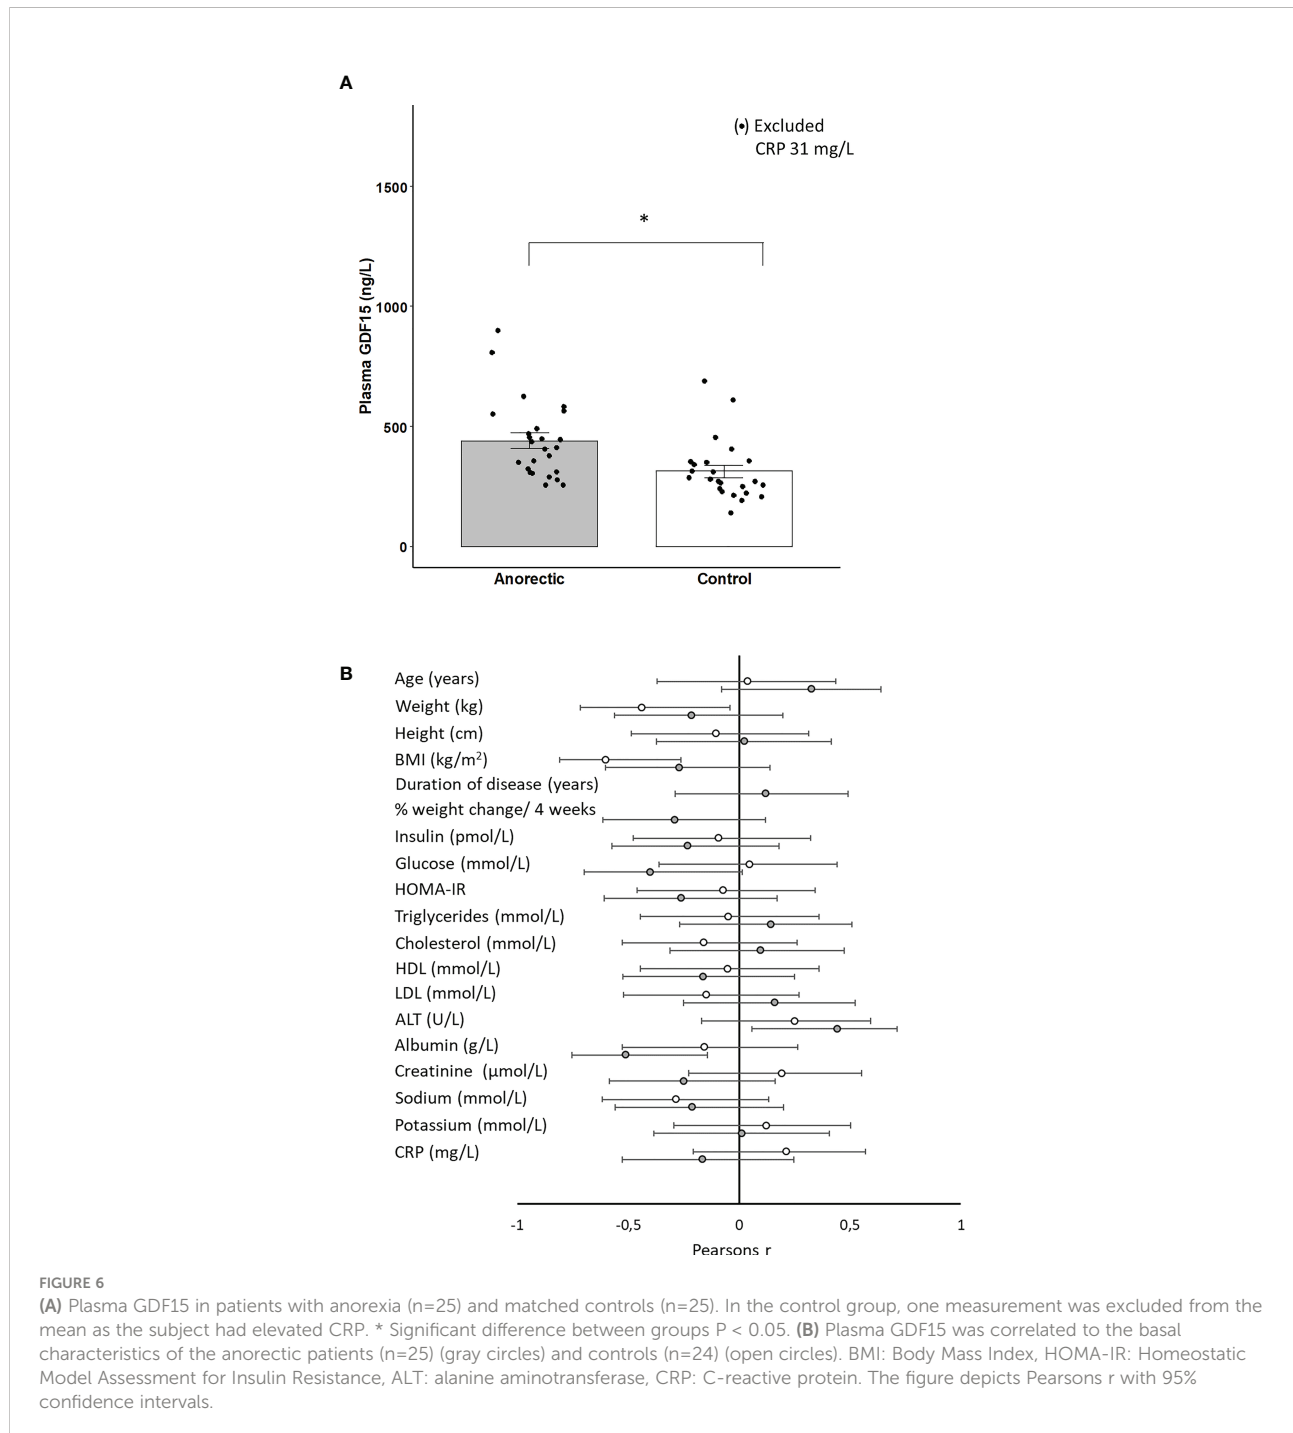 A
(•) Excluded
CRP 31 mg/L
1500
*
1000
Plasma GDF15 (ng/L)
500
0
Anorectic Control
B
Age (years)
Weight (kg)
Height (cm)
BMI (kg/m²)
Duration of disease (years)
% weight change/ 4 weeks
Insulin (pmol/L)
Glucose (mmol/L)
HOMA-IR
Triglycerides (mmol/L)
Cholesterol (mmol/L)
HDL (mmol/L)
LDL (mmol/L)
ALT (U/L)
Albumin (g/L)
Creatinine (µmol/L)
Sodium (mmol/L)
Potassium (mmol/L)
CRP (mg/L)
-1 -0,5 0 0,5 1
Pearsons r
FIGURE 6
(A) Plasma GDF15 in patients with anorexia (n=25) and matched controls (n=25). In the control group, one measurement was excluded from the
mean as the subject had elevated CRP. * Significant difference between groups P < 0.05. (B) Plasma GDF15 was correlated to the basal
characteristics of the anorectic patients (n=25) (gray circles) and controls (n=24) (open circles). BMI: Body Mass Index, HOMA-IR: Homeostatic
Model Assessment for Insulin Resistance, ALT: alanine aminotransferase, CRP: C-reactive protein. The figure depicts Pearsons r with 95%
confidence intervals.